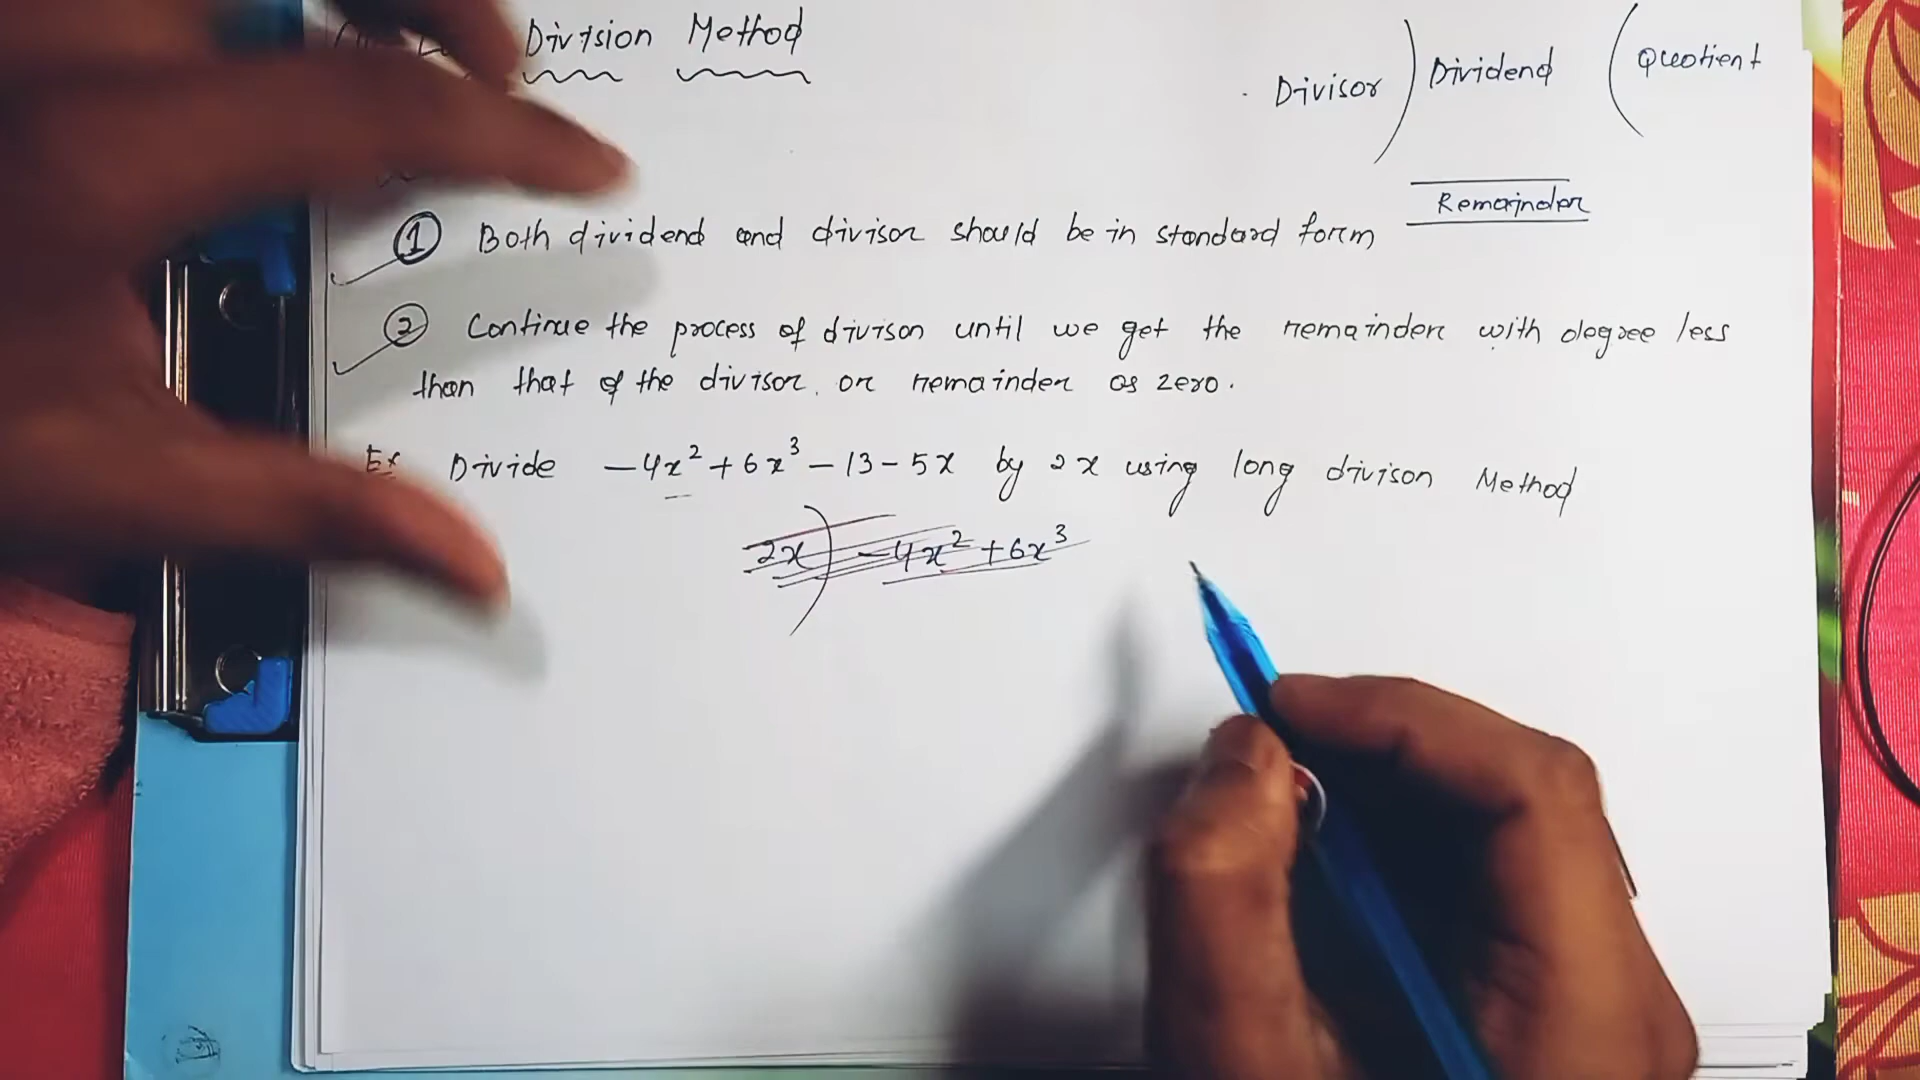 Division Method
Divisor ) Dividend ( Quotient
Remainder
① Both dividend and divisor should be in standard form
② Continue the process of divison until we get the remainder with degree less
than that of the divisor. or remainder as zero.
Ex Divide −4x² + 6x³ − 13 − 5x by 2x using long divison Method
2x ) −4x² + 6x³